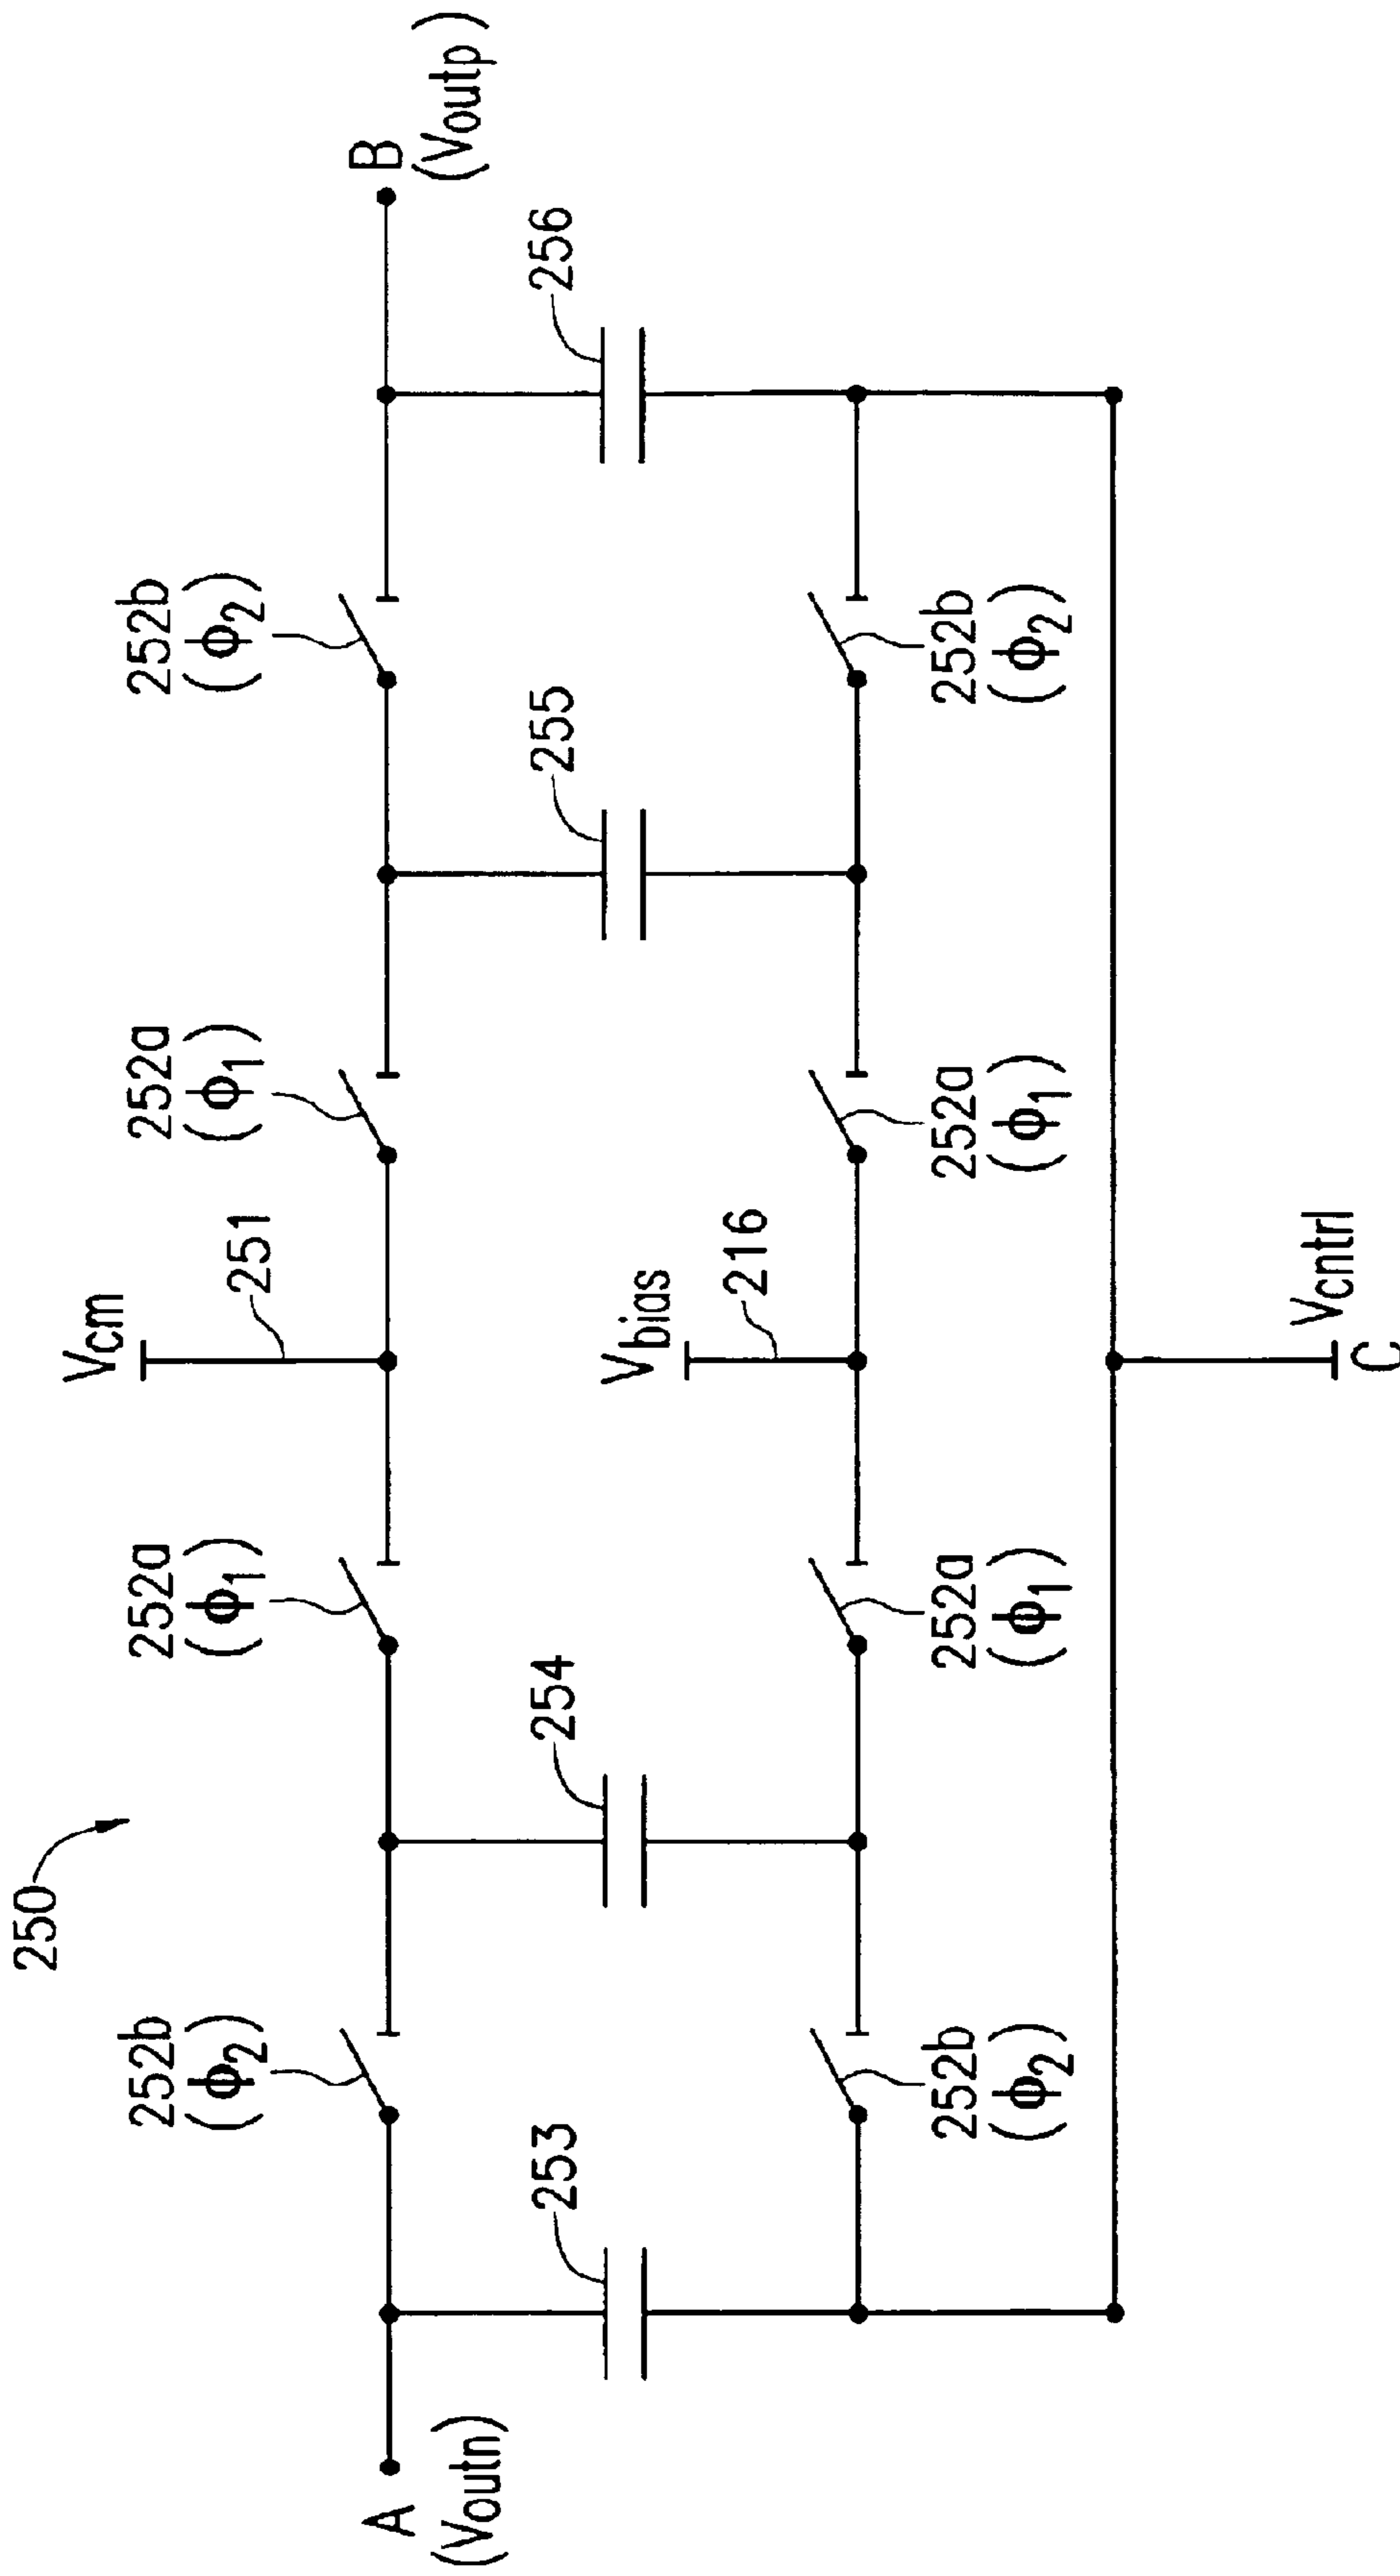 250
Vcm
251
252b
(ϕ2)
252a
(ϕ1)
252a
(ϕ1)
252b
(ϕ2)
A
(Voutn)
B
(Voutp)
253
254
255
256
Vbias
216
252b
(ϕ2)
252a
(ϕ1)
252a
(ϕ1)
252b
(ϕ2)
Vcntrl
C